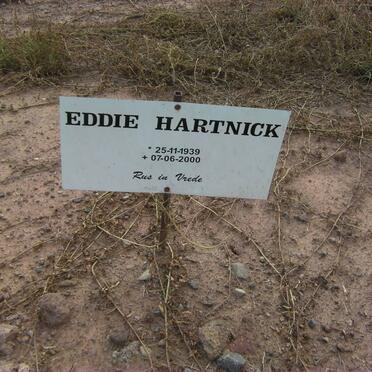 EDDIE HARTNICK
* 25-11-1939
+ 07-06-2000
Rus in Vrede